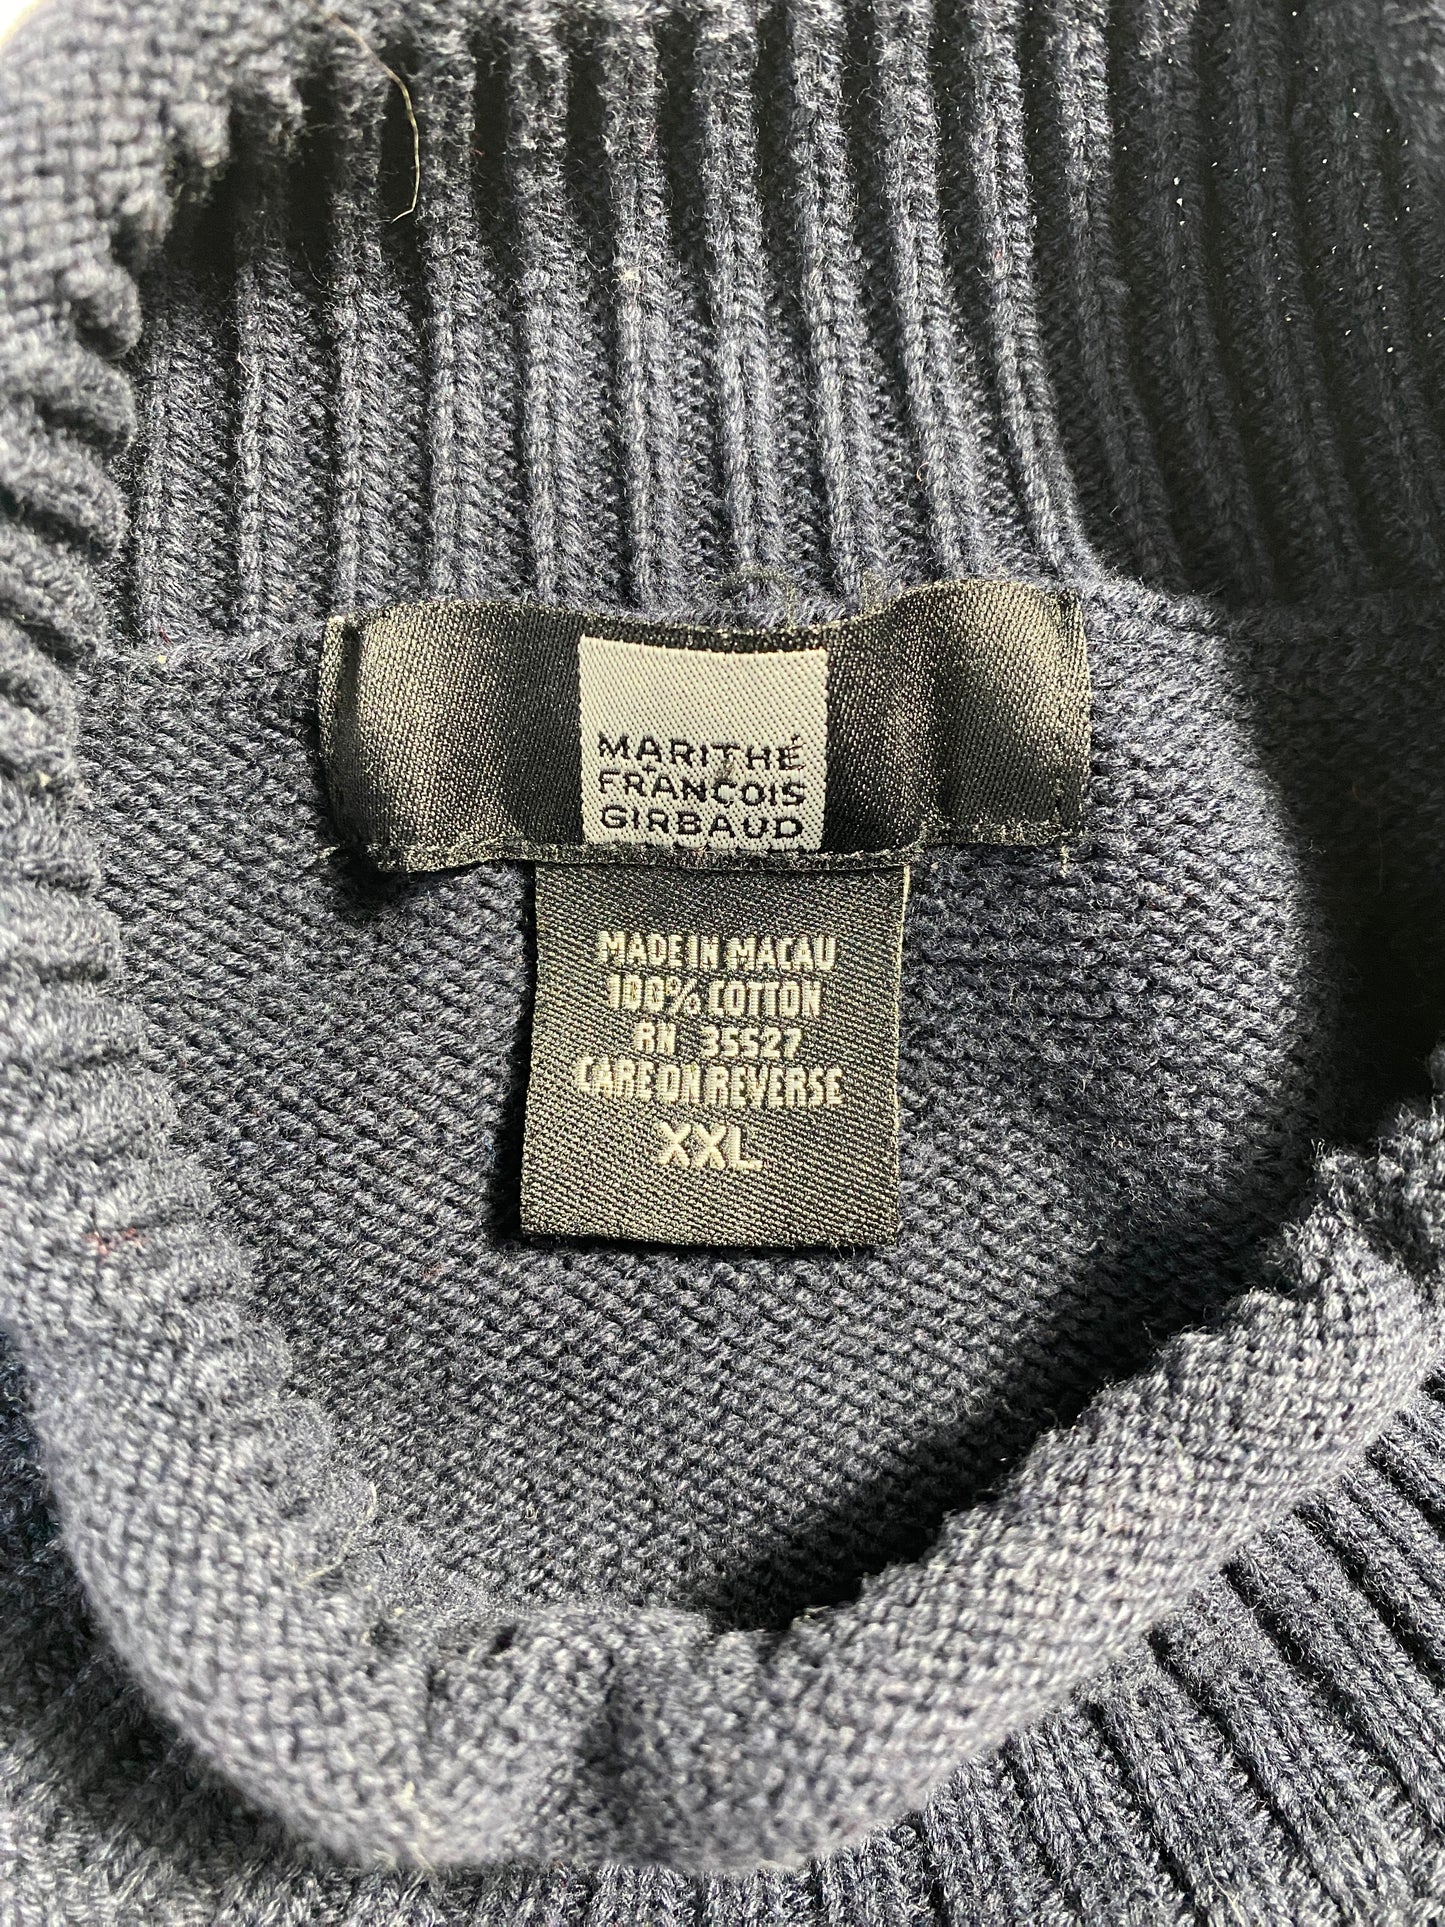 MARITHÉ
FRANÇOIS
GIRBAUD
MADE IN MACAU
100% COTTON
RN 35527
CARE ON REVERSE
XXL